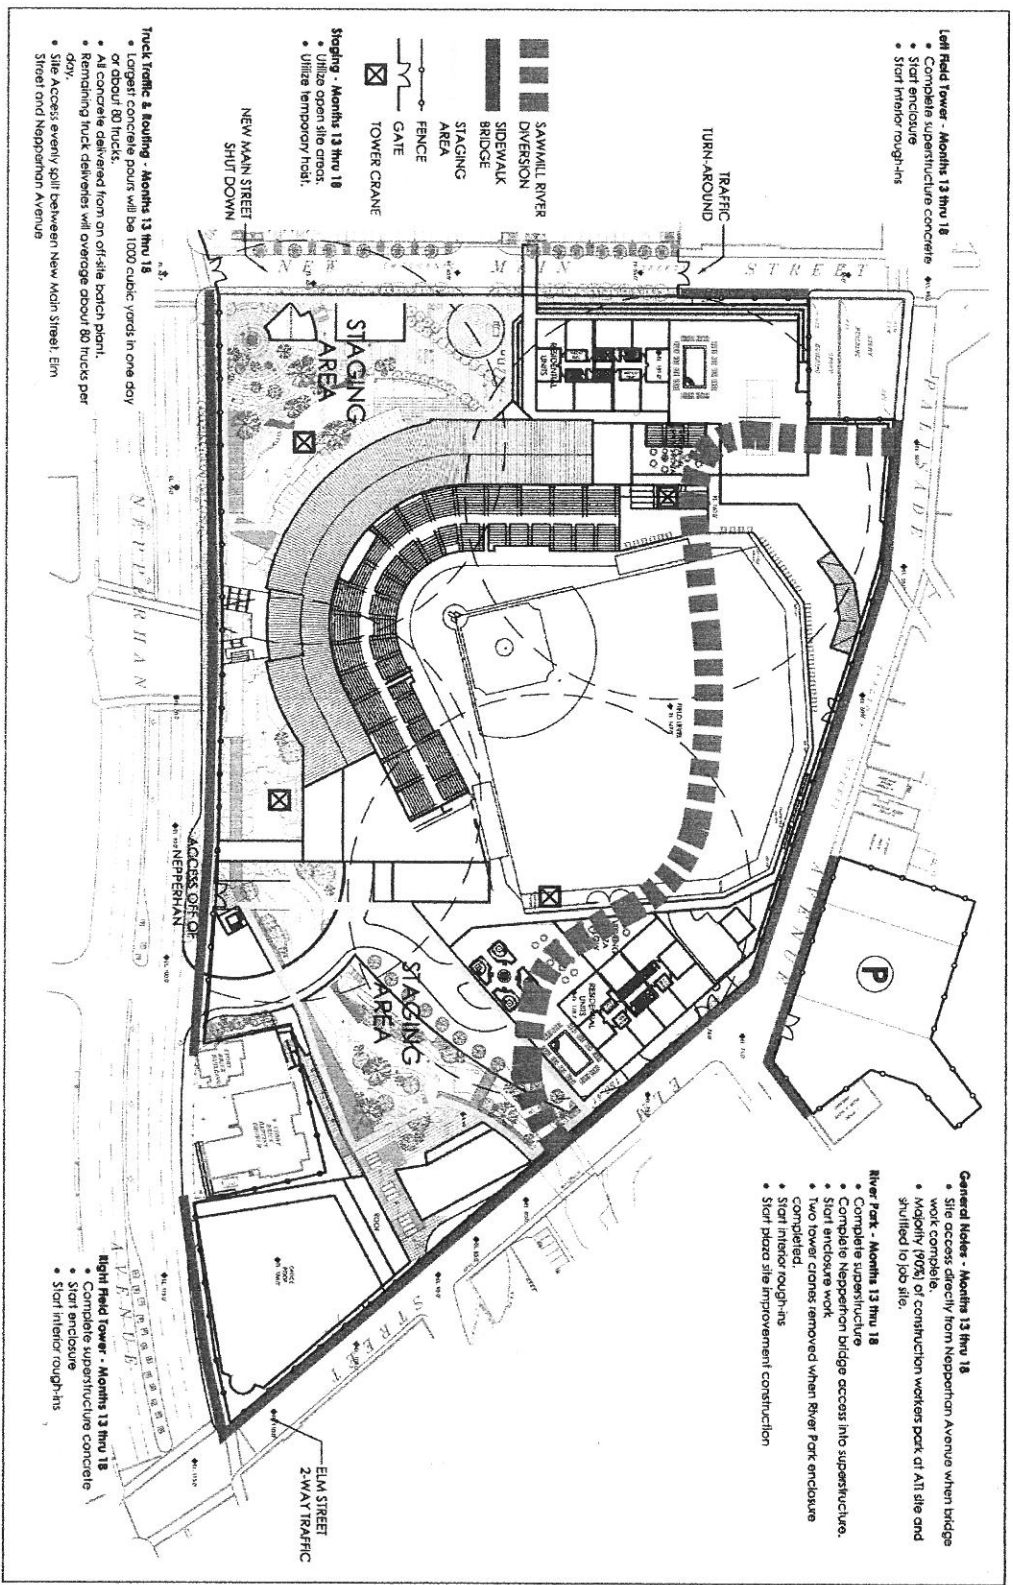 Left Field Tower - Months 13 thru 18
• Complete superstructure concrete
• Start enclosure
• Start interior rough-ins
SAWMILL RIVER
DIVERSION
SIDEWALK
BRIDGE
STAGING
AREA
FENCE
GATE
TOWER CRANE
Staging - Months 13 thru 18
• Utilize open site areas.
• Utilize temporary hoist.
Truck Traffic & Routing - Months 13 thru 18
• Largest concrete pours will be 1000 cubic yards in one day
or about 80 trucks.
• All concrete delivered from an off-site batch plant.
• Remaining truck deliveries will average about 80 trucks per
day.
• Site Access evenly split between New Main Street, Elm
Street and Nepperhan Avenue
TRAFFIC
TURN-AROUND
NEW MAIN STREET
SHUT DOWN
NEW MAIN STREET
PALISADE AVENUE
STAGING
AREA
RESIDENTIAL
UNITS
FIELD LEVEL
NEPPERHAN AVENUE
ACCESS OFF OF
NEPPERHAN
STAGING
AREA
RESIDENTIAL
UNITS
P
ROOF
OFFICE
ROOF
STREET
ELM STREET
2-WAY TRAFFIC
General Notes - Months 13 thru 18
• Site access directly from Nepperhan Avenue when bridge
work complete.
• Majority (90%) of construction workers park at ATI site and
shuttled to job site.
River Park - Months 13 thru 18
• Complete superstructure
• Complete Nepperhan bridge access into superstructure.
• Start enclosure work
• Two tower cranes removed when River Park enclosure
completed.
• Start interior rough-ins
• Start plaza site improvement construction
Right Field Tower - Months 13 thru 18
• Complete superstructure concrete
• Start enclosure
• Start interior rough-ins